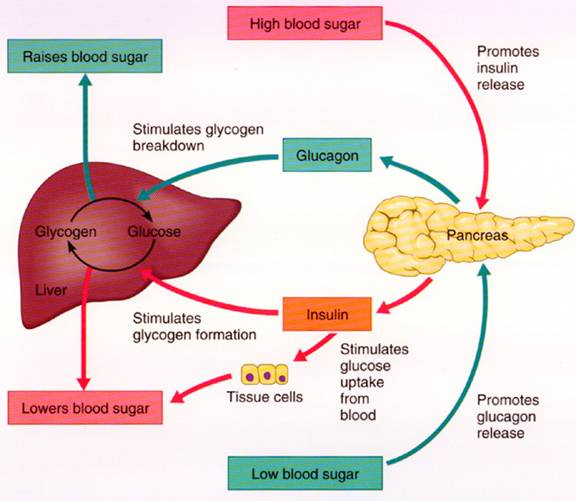 High blood sugar
Raises blood sugar
Promotes
insulin
release
Stimulates glycogen
breakdown
Glucagon
Glycogen
Glucose
Pancreas
Liver
Stimulates
glycogen formation
Insulin
Stimulates
glucose
uptake
from
blood
Tissue cells
Lowers blood sugar
Promotes
glucagon
release
Low blood sugar